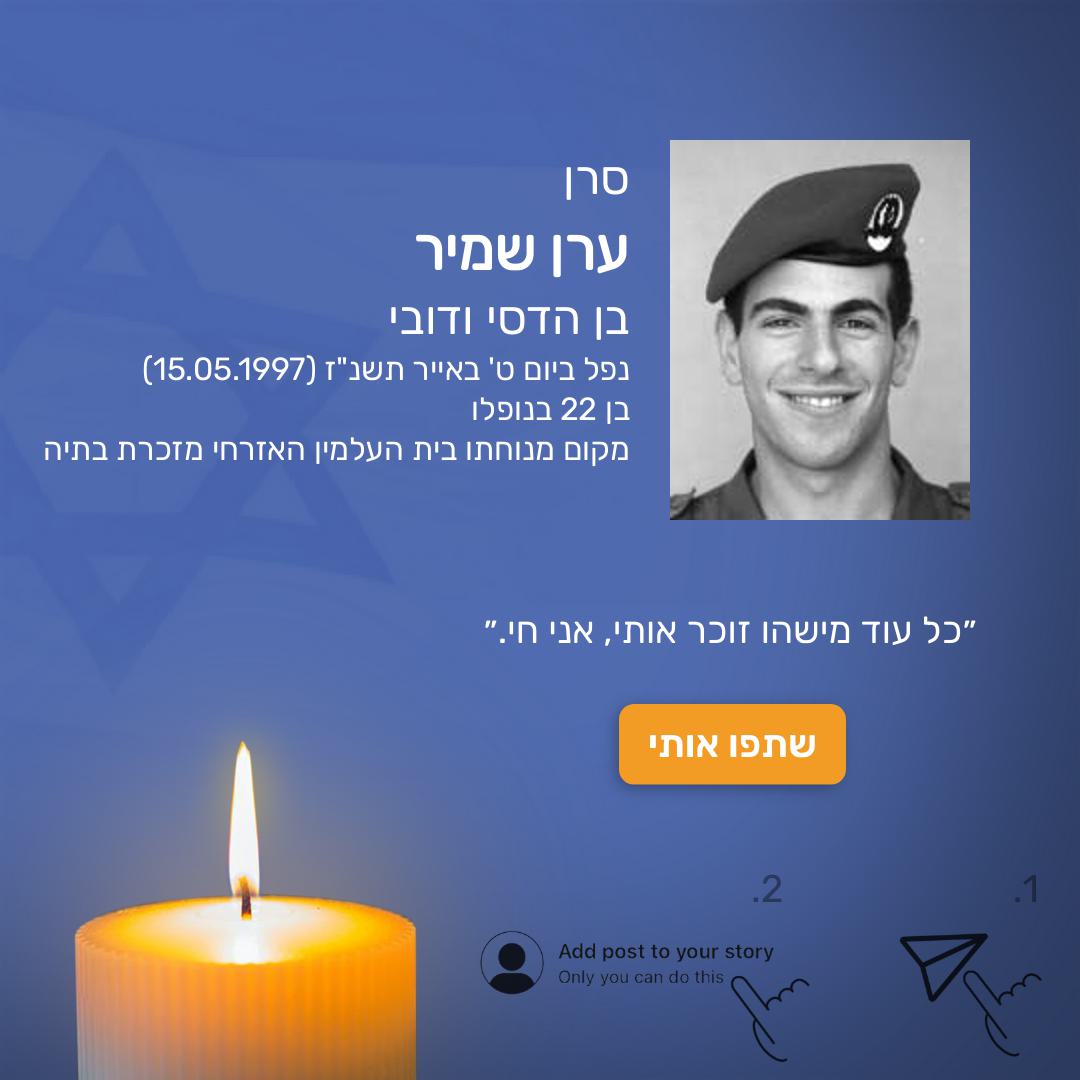 סרן
ערן שמיר
בן הדסי ודובי
נפל ביום ט' באייר תשנ"ז (15.05.1997)
בן 22 בנופלו
מקום מנוחתו בית העלמין האזרחי מזכרת בתיה
״כל עוד מישהו זוכר אותי, אני חי.״
שתפו אותי
1.
2.
Add post to your story
Only you can do this